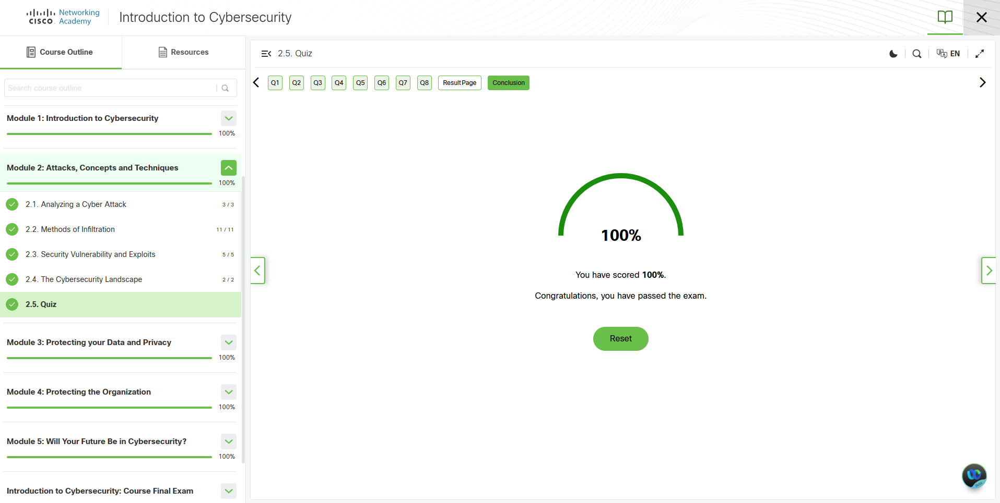 CISCO Networking Academy
Introduction to Cybersecurity
Course Outline
Resources
Search course outline
Module 1: Introduction to Cybersecurity
100%
Module 2: Attacks, Concepts and Techniques
100%
2.1. Analyzing a Cyber Attack 3 / 3
2.2. Methods of Infiltration 11 / 11
2.3. Security Vulnerability and Exploits 5 / 5
2.4. The Cybersecurity Landscape 2 / 2
2.5. Quiz
Module 3: Protecting your Data and Privacy
100%
Module 4: Protecting the Organization
100%
Module 5: Will Your Future Be in Cybersecurity?
100%
Introduction to Cybersecurity: Course Final Exam
2.5. Quiz
EN
Q1 Q2 Q3 Q4 Q5 Q6 Q7 Q8 Result Page Conclusion
100%
You have scored 100%.
Congratulations, you have passed the exam.
Reset
Beta